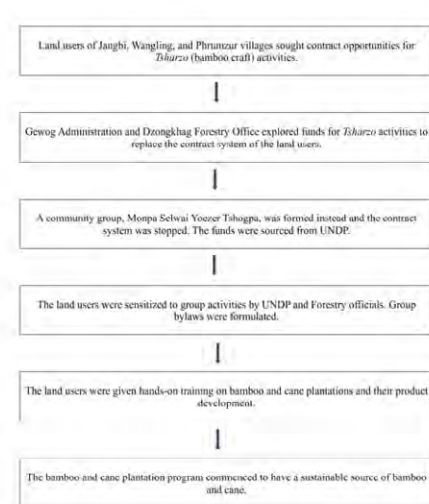 Land users of Jangbi, Wangling, and Phrumzur villages sought contract opportunities for
Tsharzo (bamboo craft) activities.
Gewog Administration and Dzongkhag Forestry Office explored funds for Tsharzo activities to
replace the contract system of the land users.
A community group, Monpa Selwai Yoezer Tshogpa, was formed instead and the contract
system was stopped. The funds were sourced from UNDP.
The land users were sensitized to group activities by UNDP and Forestry officials. Group
bylaws were formulated.
The land users were given hands-on training on bamboo and cane plantations and their product
development.
The bamboo and cane plantation program commenced to have a sustainable source of bamboo
and cane.